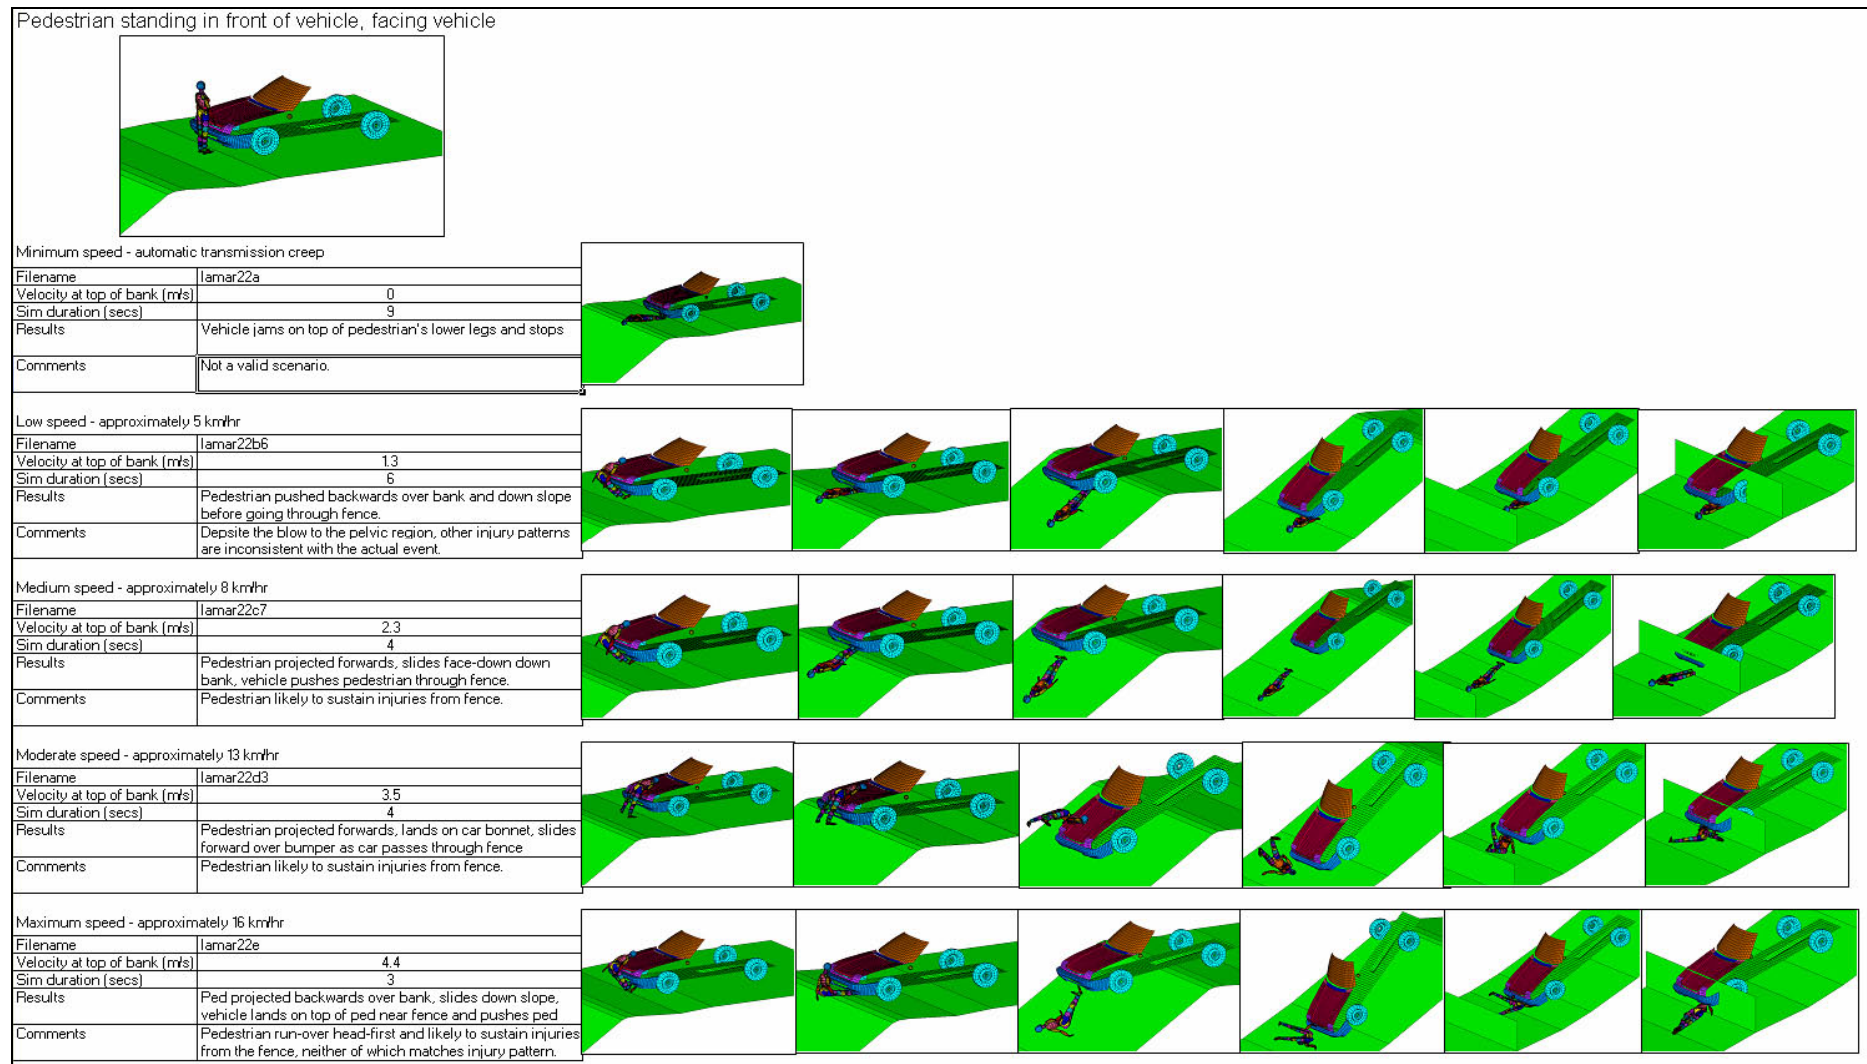 Pedestrian standing in front of vehicle, facing vehicle
Minimum speed - automatic transmission creep
Filename lamar22a
Velocity at top of bank (m/s) 0
Sim duration (secs) 9
Results Vehicle jams on top of pedestrian's lower legs and stops
Comments Not a valid scenario.
Low speed - approximately 5 km/hr
Filename lamar22b6
Velocity at top of bank (m/s) 1.3
Sim duration (secs) 6
Results Pedestrian pushed backwards over bank and down slope
before going through fence.
Comments Depsite the blow to the pelvic region, other injury patterns
are inconsistent with the actual event.
Medium speed - approximately 8 km/hr
Filename lamar22c7
Velocity at top of bank (m/s) 2.3
Sim duration (secs) 4
Results Pedestrian projected forwards, slides face-down down
bank, vehicle pushes pedestrian through fence.
Comments Pedestrian likely to sustain injuries from fence.
Moderate speed - approximately 13 km/hr
Filename lamar22d3
Velocity at top of bank (m/s) 3.5
Sim duration (secs) 4
Results Pedestrian projected forwards, lands on car bonnet, slides
forward over bumper as car passes through fence
Comments Pedestrian likely to sustain injuries from fence.
Maximum speed - approximately 16 km/hr
Filename lamar22e
Velocity at top of bank (m/s) 4.4
Sim duration (secs) 3
Results Ped projected backwards over bank, slides down slope,
vehicle lands on top of ped near fence and pushes ped
Comments Pedestrian run-over head-first and likely to sustain injuries
from the fence, neither of which matches injury pattern.